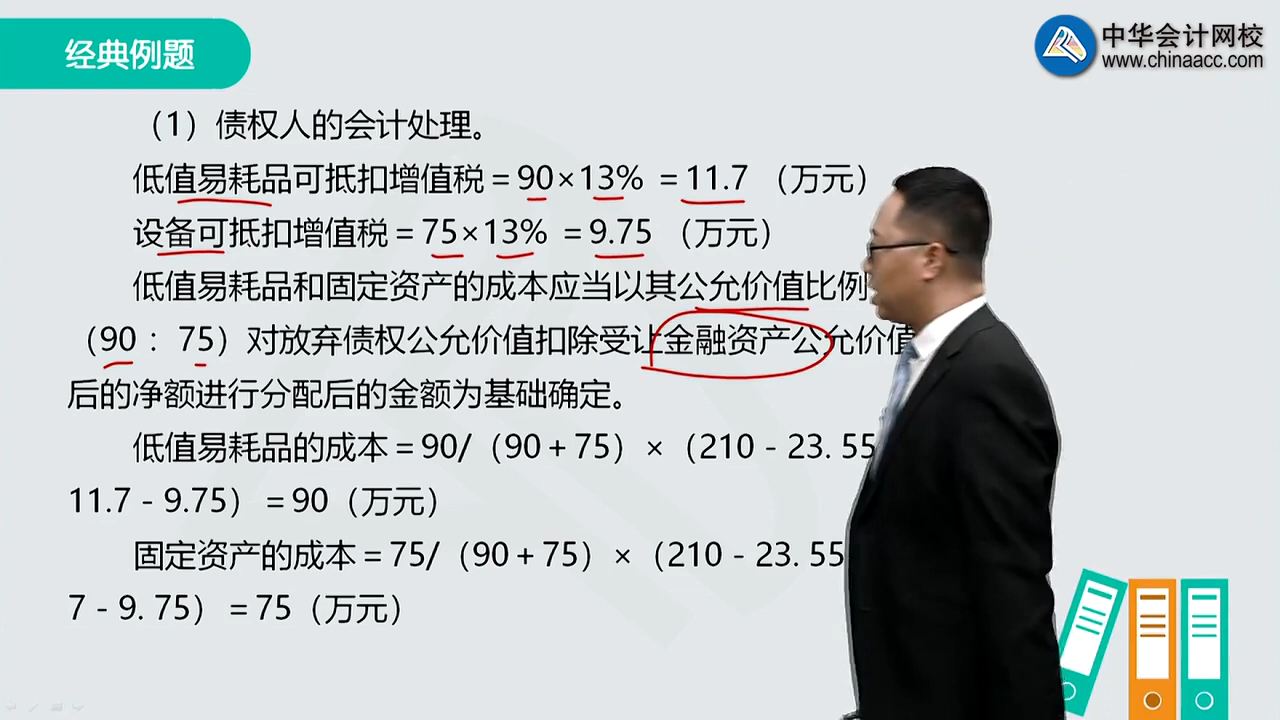 经典例题
中华会计网校
www.chinaacc.com
（1）债权人的会计处理。
低值易耗品可抵扣增值税＝90×13% ＝11.7 （万元）
设备可抵扣增值税＝75×13% ＝9.75 （万元）
低值易耗品和固定资产的成本应当以其公允价值比例
（90： 75）对放弃债权公允价值扣除受让金融资产公允价值
后的净额进行分配后的金额为基础确定。
低值易耗品的成本＝90/（90＋75）×（210－23. 55
11.7－9.75）＝90（万元）
固定资产的成本＝75/（90＋75）×（210－23. 55
7－9. 75）＝75（万元）